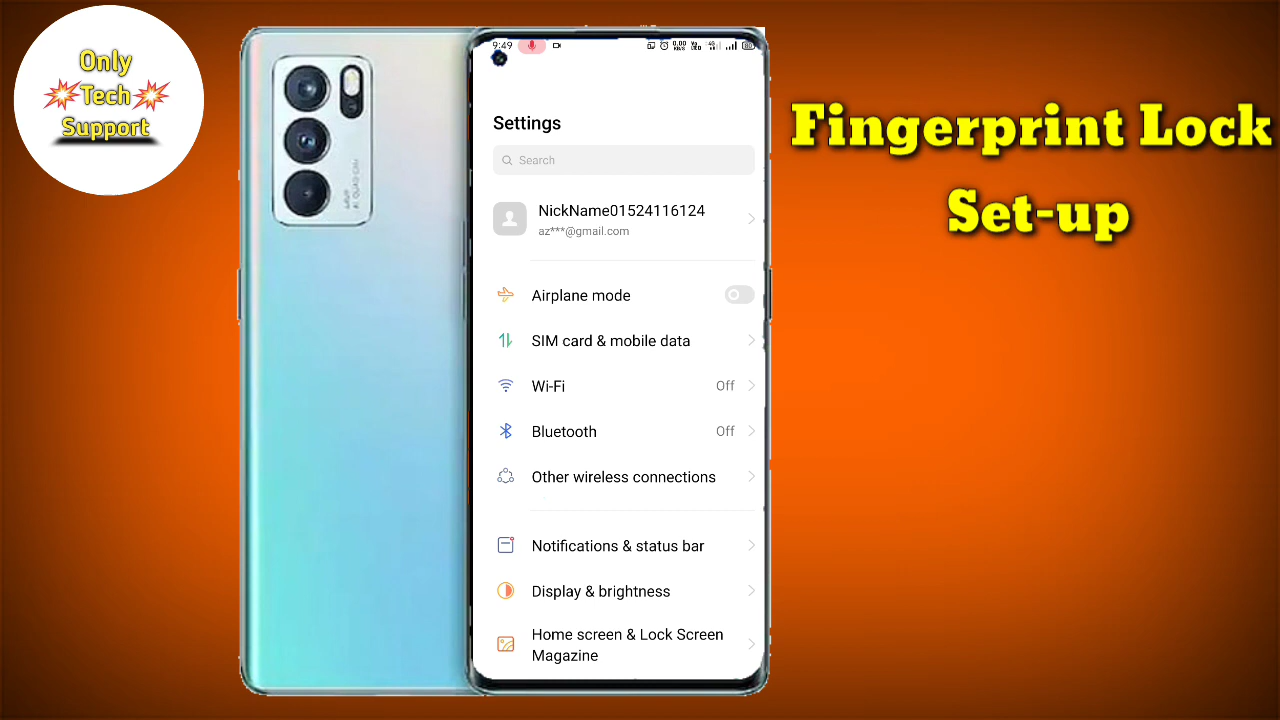 Only
Tech
Support
Fingerprint Lock
Set-up
9:49
Settings
Search
NickName01524116124
az***@gmail.com
Airplane mode
SIM card & mobile data
Wi-Fi
Off
Bluetooth
Off
Other wireless connections
Notifications & status bar
Display & brightness
Home screen & Lock Screen
Magazine